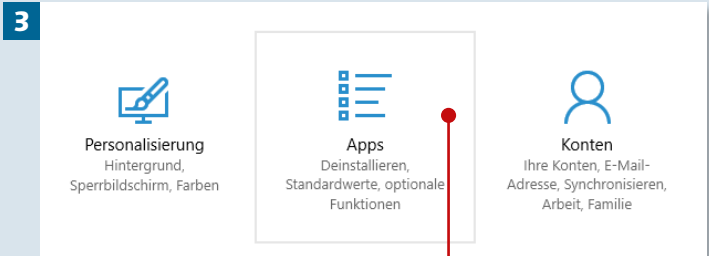 3
Personalisierung
Hintergrund,
Sperrbildschirm, Farben
Apps
Deinstallieren,
Standardwerte, optionale
Funktionen
Konten
Ihre Konten, E-Mail-
Adresse, Synchronisieren,
Arbeit, Familie